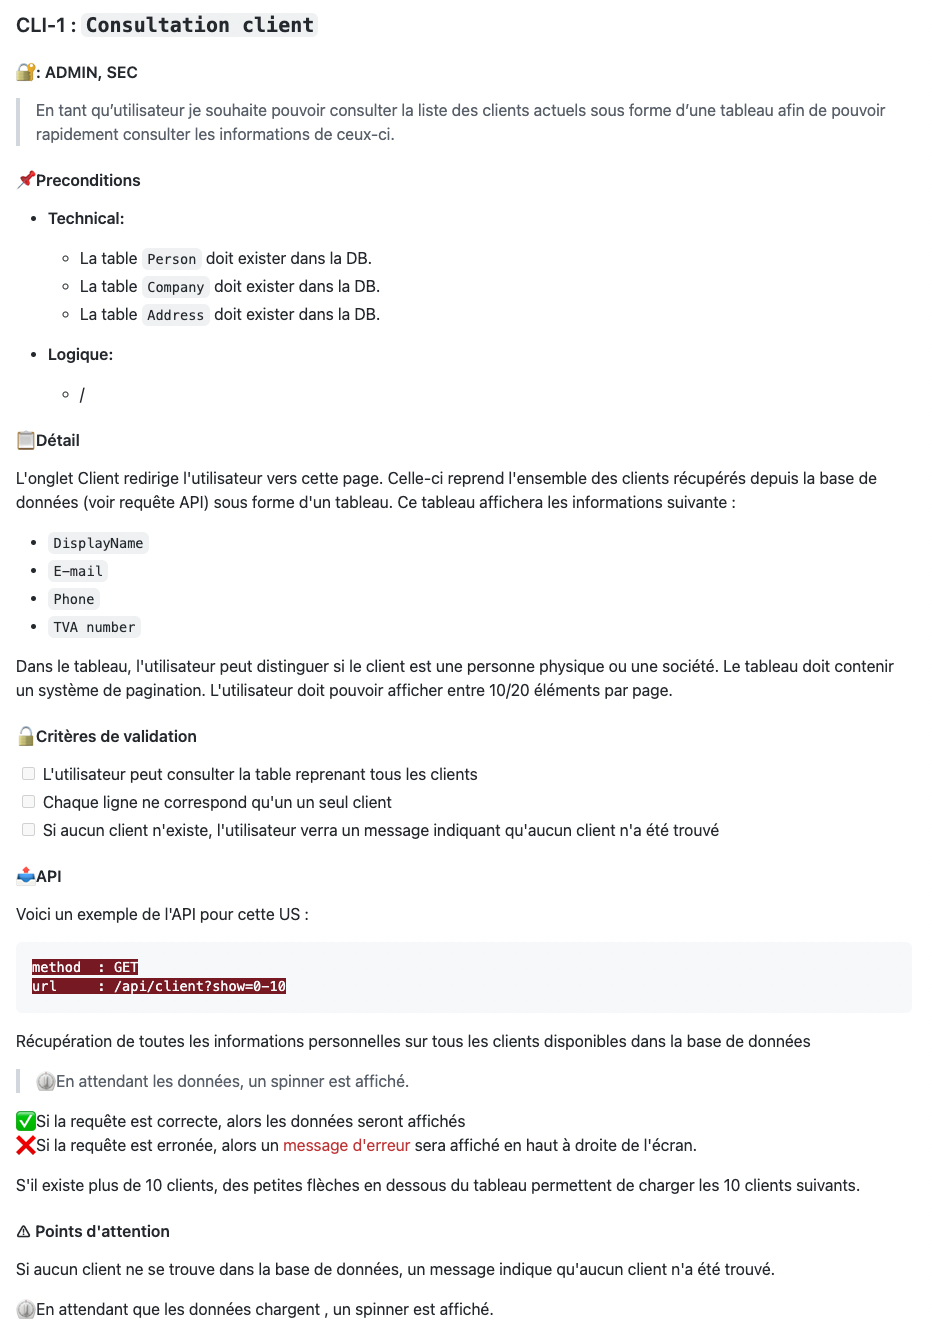 CLI-1 : Consultation client
🔐: ADMIN, SEC
En tant qu’utilisateur je souhaite pouvoir consulter la liste des clients actuels sous forme d’une tableau afin de pouvoir
rapidement consulter les informations de ceux-ci.
📌Preconditions
• Technical:
◦ La table Person doit exister dans la DB.
◦ La table Company doit exister dans la DB.
◦ La table Address doit exister dans la DB.
• Logique:
◦ /
📋Détail
L'onglet Client redirige l'utilisateur vers cette page. Celle-ci reprend l'ensemble des clients récupérés depuis la base de
données (voir requête API) sous forme d'un tableau. Ce tableau affichera les informations suivante :
• DisplayName
• E-mail
• Phone
• TVA number
Dans le tableau, l'utilisateur peut distinguer si le client est une personne physique ou une société. Le tableau doit contenir
un système de pagination. L'utilisateur doit pouvoir afficher entre 10/20 éléments par page.
🔓Critères de validation
L'utilisateur peut consulter la table reprenant tous les clients
Chaque ligne ne correspond qu'un un seul client
Si aucun client n'existe, l'utilisateur verra un message indiquant qu'aucun client n'a été trouvé
📤API
Voici un exemple de l'API pour cette US :
method  : GET
url     : /api/client?show=0-10
Récupération de toutes les informations personnelles sur tous les clients disponibles dans la base de données
En attendant les données, un spinner est affiché.
✅Si la requête est correcte, alors les données seront affichés
❌Si la requête est erronée, alors un message d'erreur sera affiché en haut à droite de l'écran.
S'il existe plus de 10 clients, des petites flèches en dessous du tableau permettent de charger les 10 clients suivants.
⚠ Points d'attention
Si aucun client ne se trouve dans la base de données, un message indique qu'aucun client n'a été trouvé.
En attendant que les données chargent , un spinner est affiché.